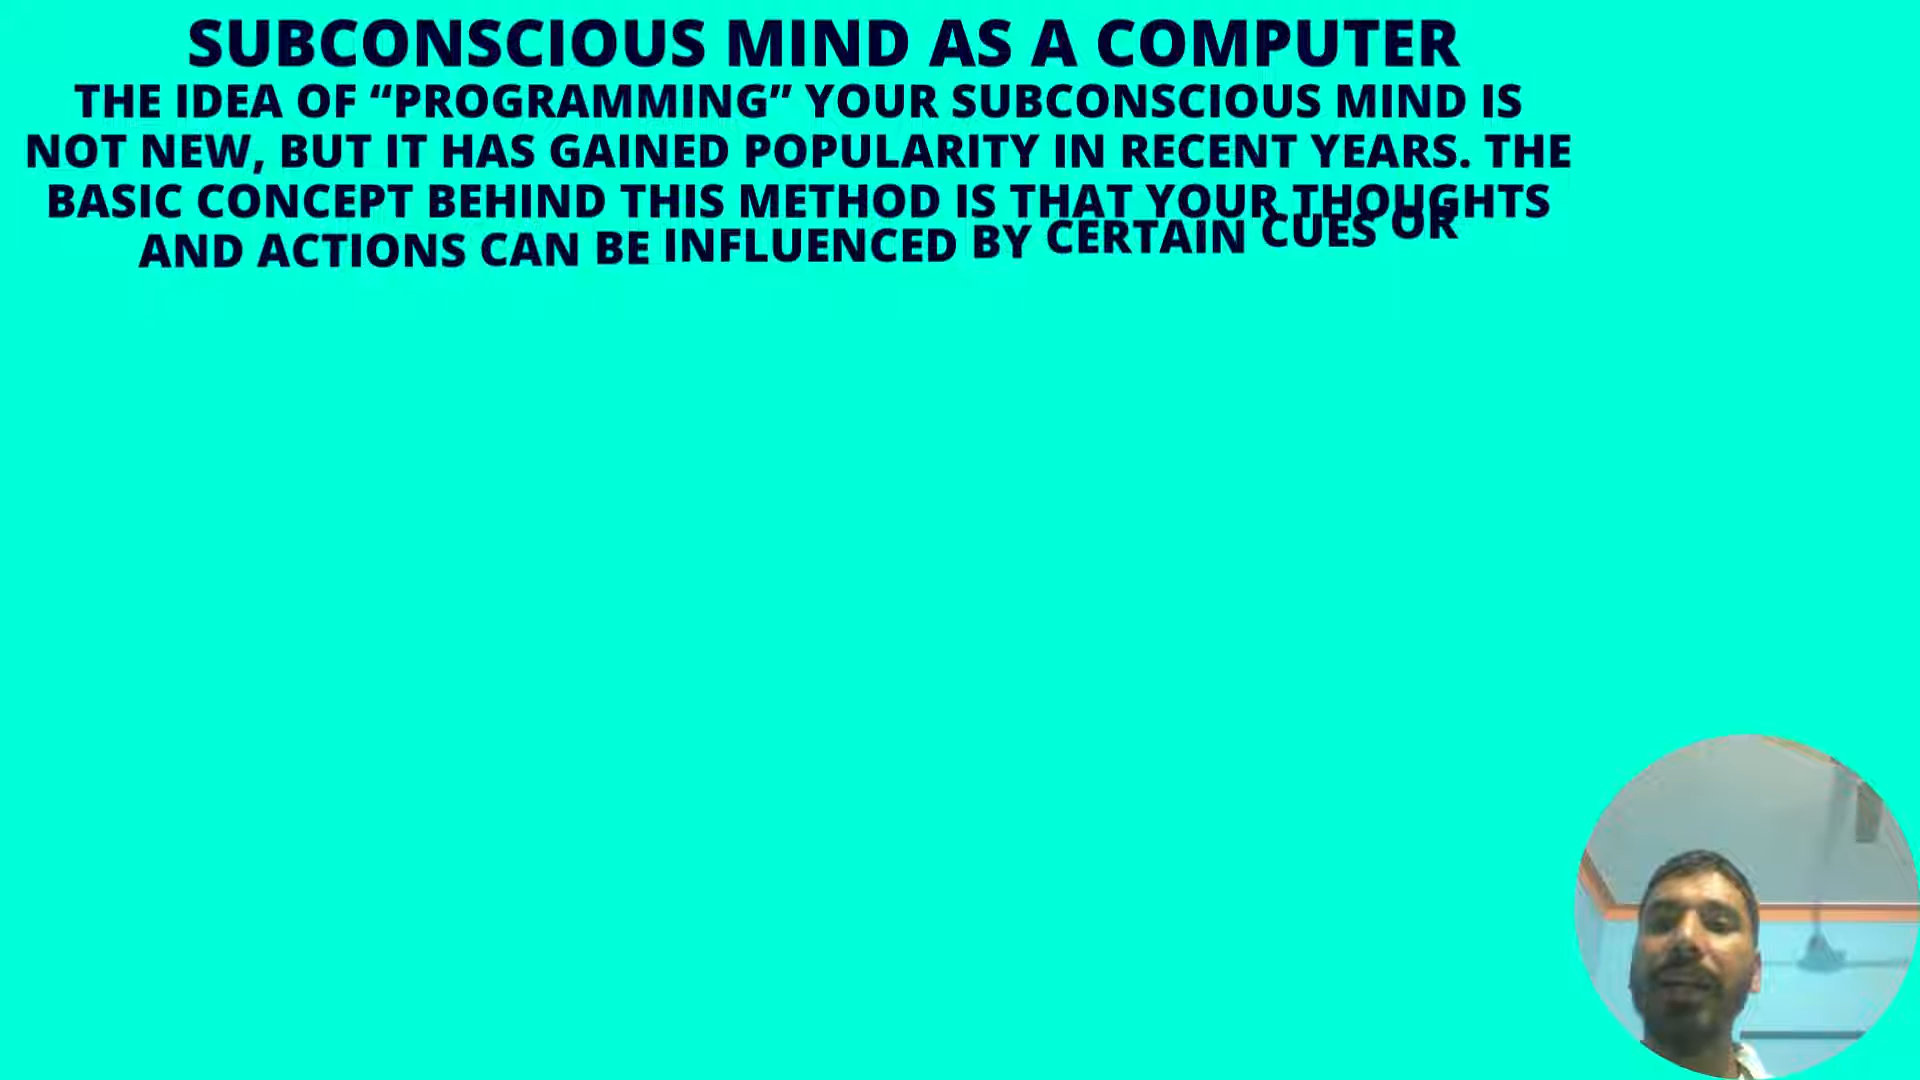 SUBCONSCIOUS MIND AS A COMPUTER
THE IDEA OF “PROGRAMMING” YOUR SUBCONSCIOUS MIND IS
NOT NEW, BUT IT HAS GAINED POPULARITY IN RECENT YEARS. THE
BASIC CONCEPT BEHIND THIS METHOD IS THAT YOUR THOUGHTS
AND ACTIONS CAN BE INFLUENCED BY CERTAIN CUES OR